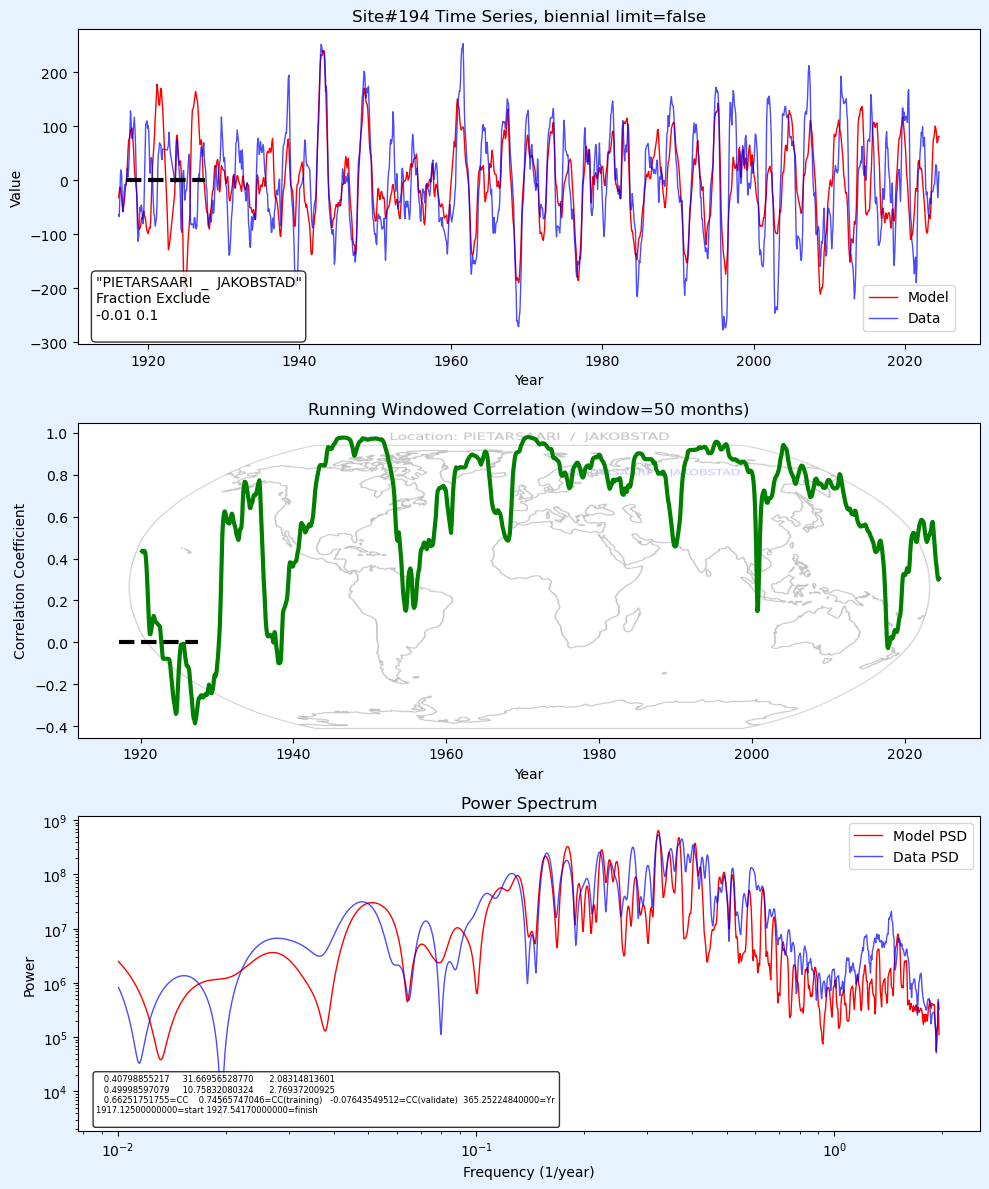 Site#194 Time Series, biennial limit=false
200
100
0
−100
−200
−300
Value
"PIETARSAARI _ JAKOBSTAD"
Fraction Exclude
-0.01 0.1
Model
Data
1920
1940
1960
1980
2000
2020
Year
Running Windowed Correlation (window=50 months)
Location: PIETARSAARI / JAKOBSTAD
JAKOBSTAD
1.0
0.8
0.6
0.4
0.2
0.0
−0.2
−0.4
Correlation Coefficient
1920
1940
1960
1980
2000
2020
Year
Power Spectrum
10⁹
10⁸
10⁷
10⁶
10⁵
10⁴
Power
Model PSD
Data PSD
0.40798855217 31.66956528770 2.08314813601
0.49998597079 10.75832080324 2.76937200925
0.66251751755=CC 0.74565747046=CC(training) -0.07643549512=CC(validate) 365.25224840000=Yr
1917.12500000000=start 1927.54170000000=finish
10⁻²
10⁻¹
10⁰
Frequency (1/year)